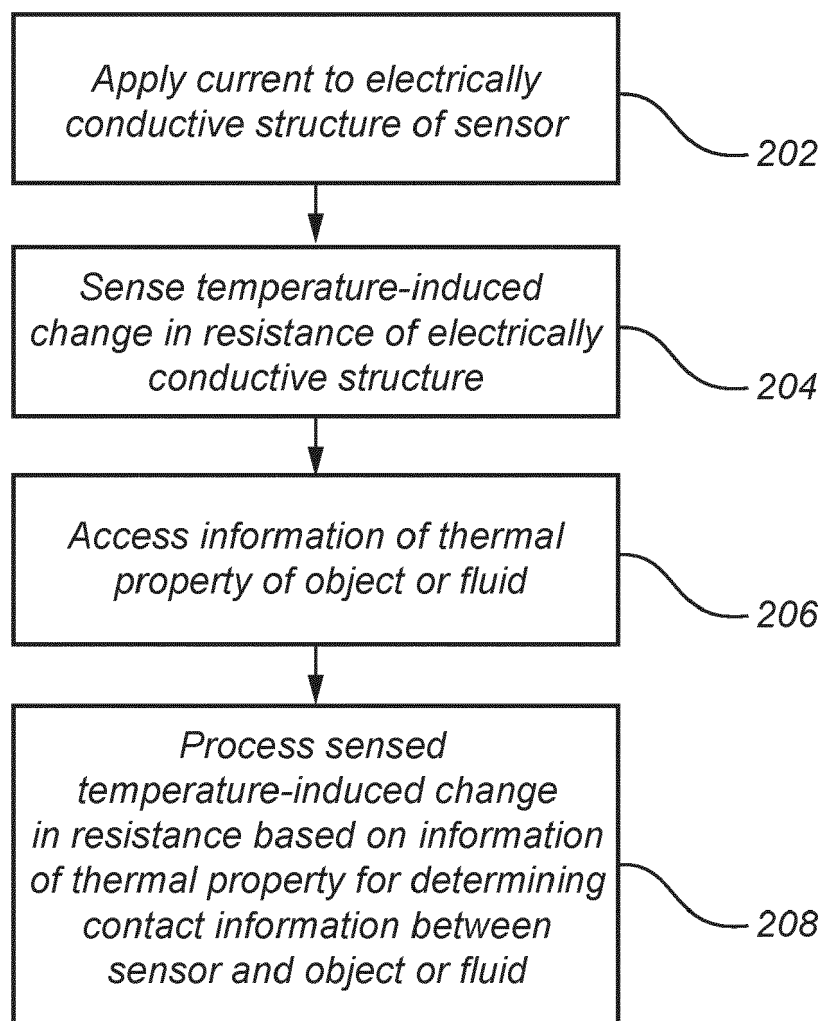 Apply current to electrically
conductive structure of sensor
202
Sense temperature-induced
change in resistance of electrically
conductive structure
204
Access information of thermal
property of object or fluid
206
Process sensed
temperature-induced change
in resistance based on information
of thermal property for determining
contact information between
sensor and object or fluid
208